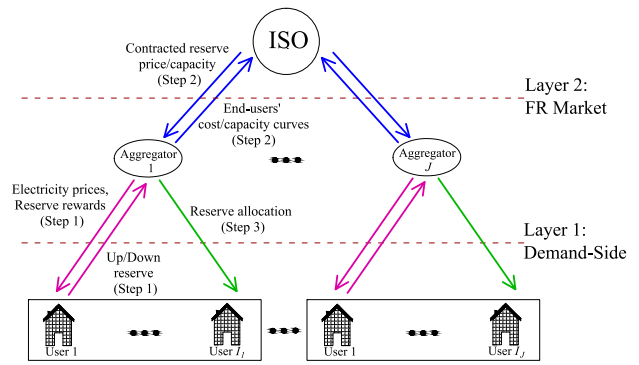 ISO
Contracted reserve
price/capacity
(Step 2)
Layer 2:
FR Market
End-users'
cost/capacity curves
(Step 2)
Aggregator
1
Aggregator
J
Electricity prices,
Reserve rewards
(Step 1)
Reserve allocation
(Step 3)
Layer 1:
Demand-Side
Up/Down
reserve
(Step 1)
User 1
User I1
User 1
User IJ